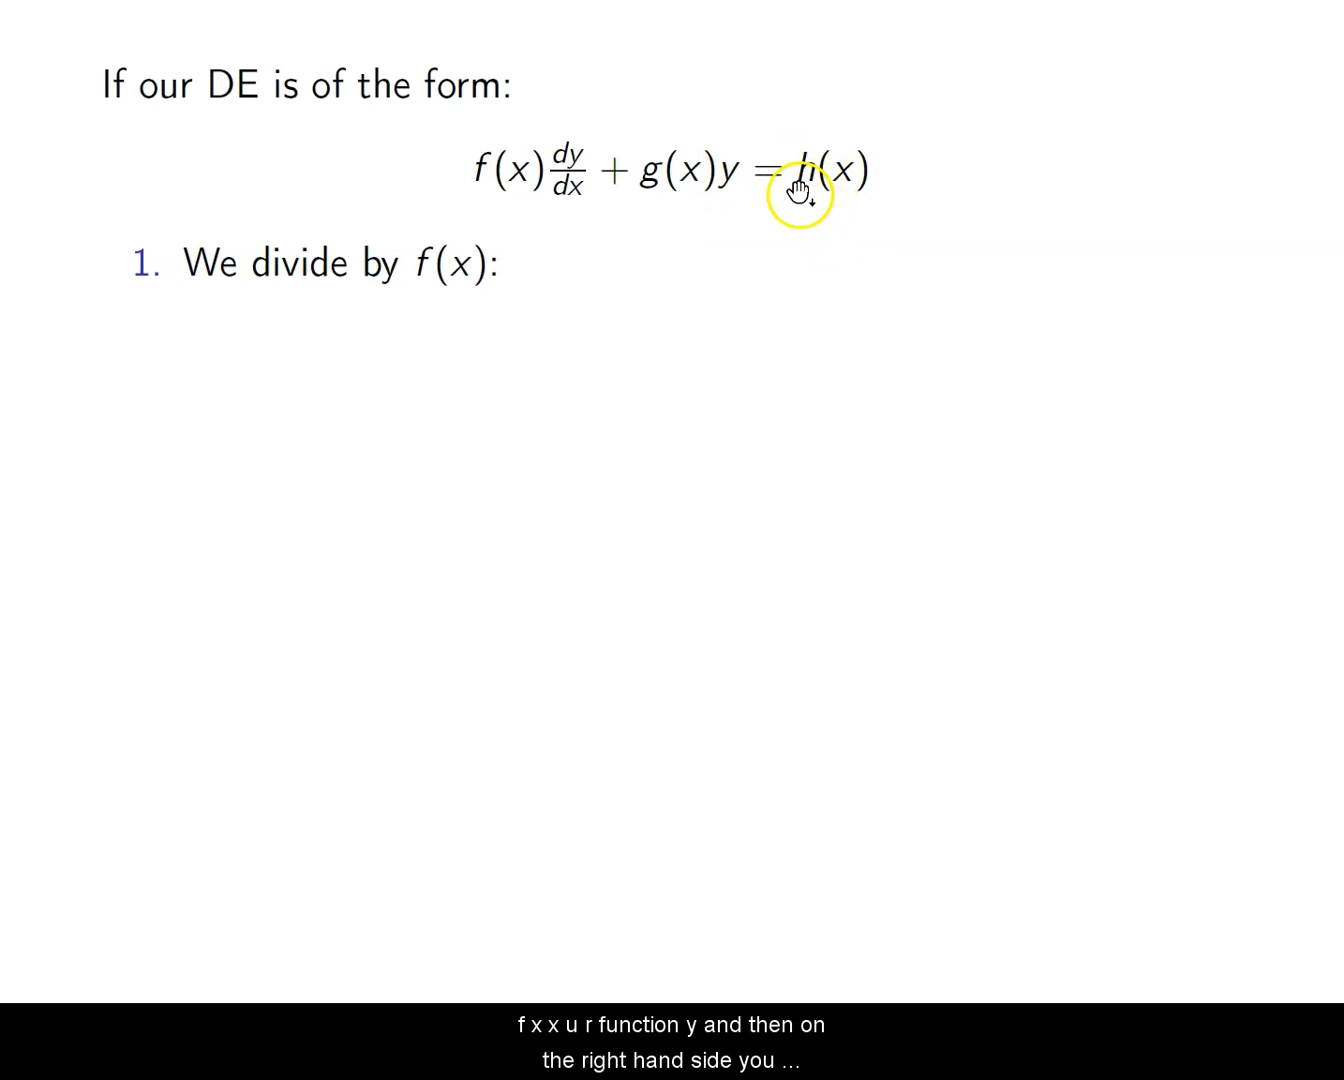 If our DE is of the form:
f(x) dy/dx + g(x)y = h(x)
1. We divide by f(x):
f x x u r function y and then on
the right hand side you ...